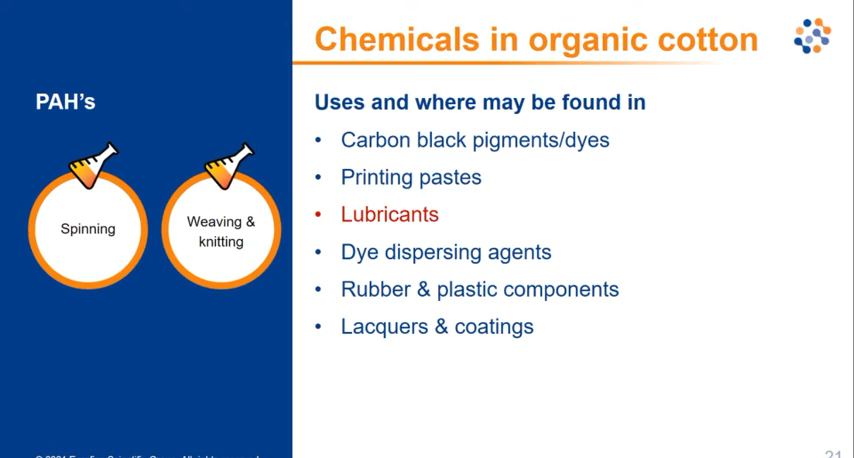 Chemicals in organic cotton
PAH's
Spinning
Weaving &
knitting
Uses and where may be found in
• Carbon black pigments/dyes
• Printing pastes
• Lubricants
• Dye dispersing agents
• Rubber & plastic components
• Lacquers & coatings
21